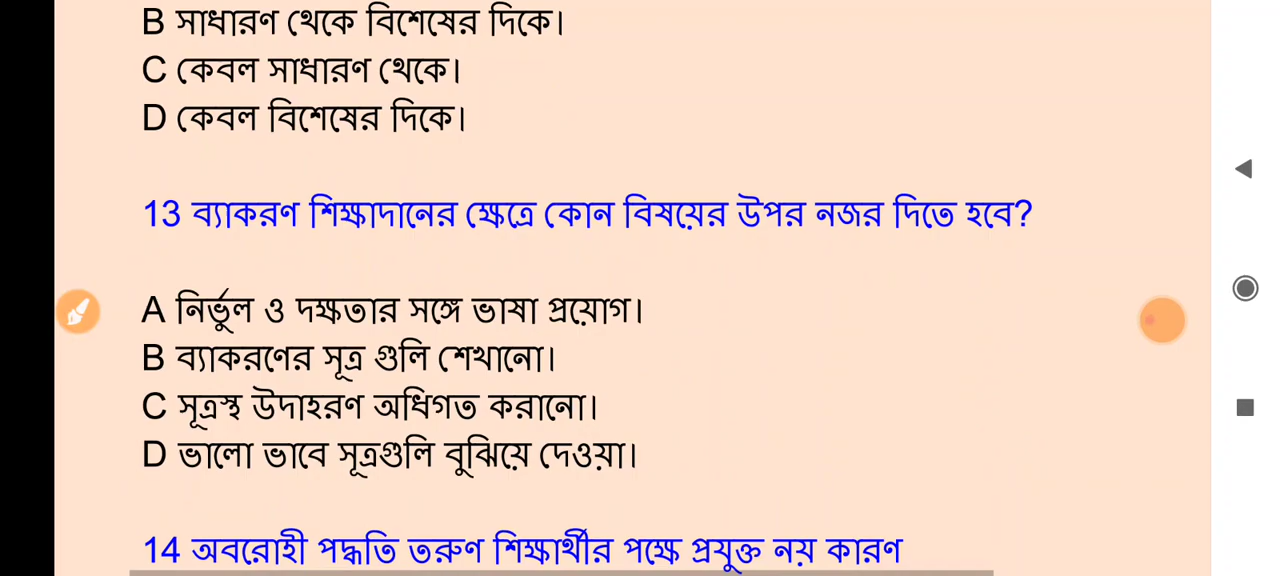 B সাধারণ থেকে বিশেষের দিকে।
C কেবল সাধারণ থেকে।
D কেবল বিশেষের দিকে।
13 ব্যাকরণ শিক্ষাদানের ক্ষেত্রে কোন বিষয়ের উপর নজর দিতে হবে?
A নির্ভুল ও দক্ষতার সঙ্গে ভাষা প্রয়োগ।
B ব্যাকরণের সূত্র গুলি শেখানো।
C সূত্রস্থ উদাহরণ অধিগত করানো।
D ভালো ভাবে সূত্রগুলি বুঝিয়ে দেওয়া।
14 অবরোহী পদ্ধতি তরুণ শিক্ষার্থীর পক্ষে প্রযুক্ত নয় কারণ